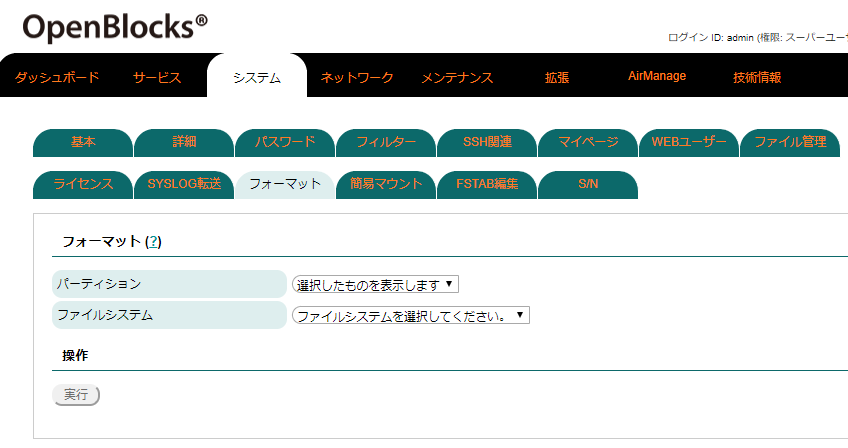 OpenBlocks®
ログイン ID: admin (権限: スーパーユーザ
ダッシュボード サービス システム ネットワーク メンテナンス 拡張 AirManage 技術情報
基本 詳細 パスワード フィルター SSH関連 マイページ WEBユーザー ファイル管理
ライセンス SYSLOG転送 フォーマット 簡易マウント FSTAB編集 S/N
フォーマット (?)
パーティション 選択したものを表示します ▼
ファイルシステム ファイルシステムを選択してください。 ▼
操作
実行